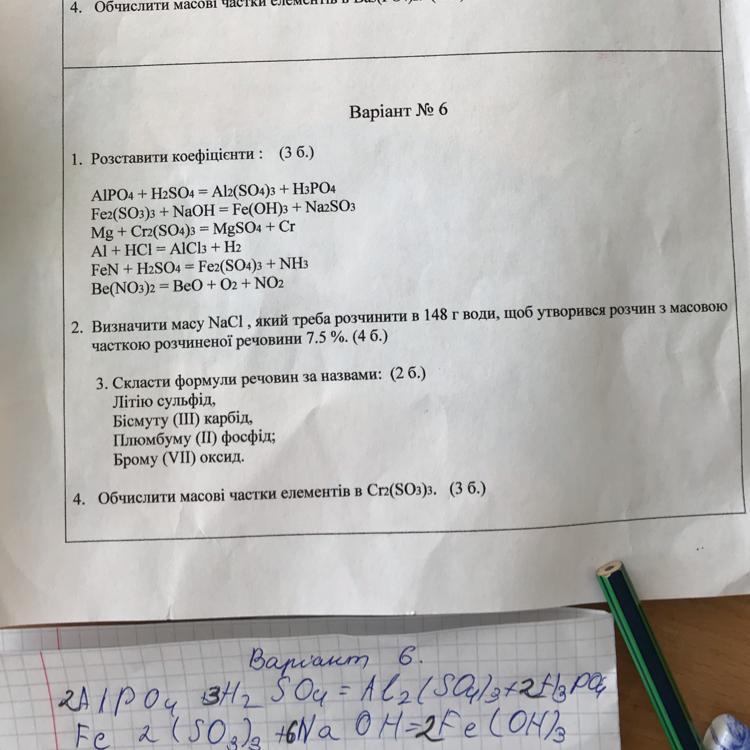 4. Обчислити масові частки елементів в
Варіант № 6
1. Розставити коефіцієнти : (3 б.)
AlPO4 + H2SO4 = Al2(SO4)3 + H3PO4
Fe2(SO3)3 + NaOH = Fe(OH)3 + Na2SO3
Mg + Cr2(SO4)3 = MgSO4 + Cr
Al + HCl = AlCl3 + H2
FeN + H2SO4 = Fe2(SO4)3 + NH3
Be(NO3)2 = BeO + O2 + NO2
2. Визначити масу NaCl , який треба розчинити в 148 г води, щоб утворився розчин з масовою
часткою розчиненої речовини 7.5 %. (4 б.)
3. Скласти формули речовин за назвами: (2 б.)
Літію сульфід,
Бісмуту (III) карбід,
Плюмбуму (II) фосфід;
Брому (VII) оксид.
4. Обчислити масові частки елементів в Cr2(SO3)3. (3 б.)
Варіант 6.
2AlPO4 3H2SO4 = Al2(SO4)3+2H3PO4
Fe2(SO3)3 +6NaOH=2Fe(OH)3